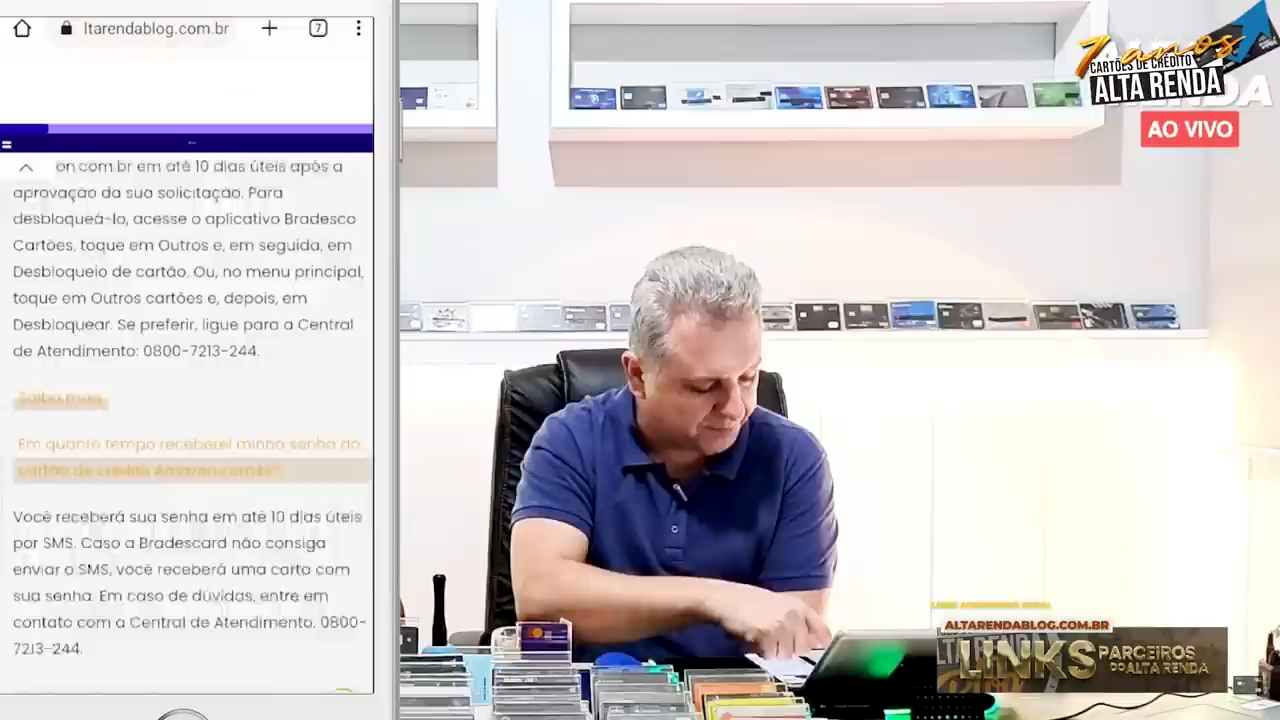 ltarendablog.com.br
7
on com.br em até 10 dias úteis após a
aprovação da sua solicitação. Para
desbloqueá-lo, acesse o aplicativo Bradesco
Cartões, toque em Outros e, em seguida, em
Desbloqueio de cartão. Ou, no menu principal,
toque em Outros cartões e, depois, em
Desbloquear. Se preferir, ligue para a Central
de Atendimento: 0800-7213-244.
Saiba mais
Em quanto tempo receberei minha senha do
cartão de crédito Amazon.com.br?
Você receberá sua senha em até 10 dias úteis
por SMS. Caso a Bradescard não consiga
enviar o SMS, você receberá uma carta com
sua senha. Em caso de dúvidas, entre em
contato com a Central de Atendimento. 0800-
7213-244.
7 anos
CARTÕES DE CRÉDITO
ALTA RENDA
AO VIVO
ALTARENDABLOG.COM.BR
LINKS PARCEIROS
DO ALTA RENDA